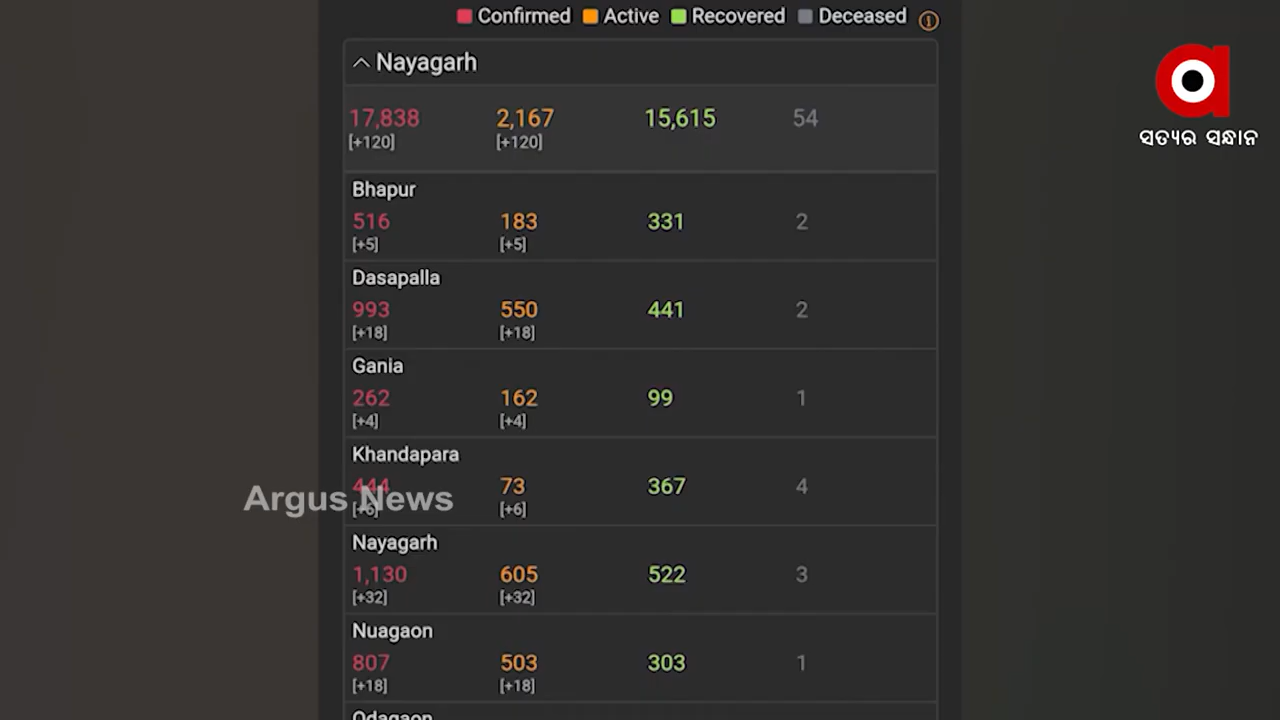 Confirmed Active Recovered Deceased
Nayagarh
17,838 2,167 15,615 54
[+120] [+120]
Bhapur
516 183 331 2
[+5] [+5]
Dasapalla
993 550 441 2
[+18] [+18]
Gania
262 162 99 1
[+4] [+4]
Khandapara
444 73 367 4
[+6] [+6]
Nayagarh
1,130 605 522 3
[+32] [+32]
Nuagaon
807 503 303 1
[+18] [+18]
Odagaon
Argus News
ସତ୍ୟର ସନ୍ଧାନ